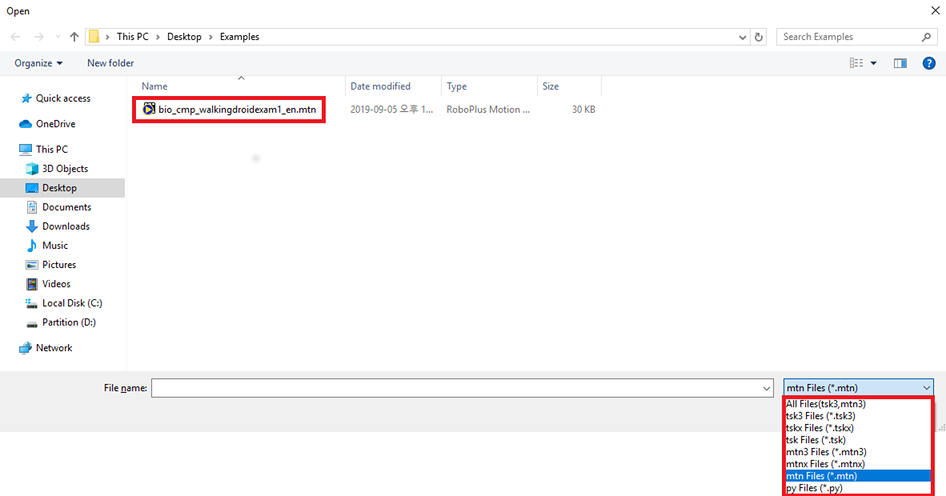 Open
This PC > Desktop > Examples
Search Examples
Organize
New folder
Name
Date modified
Type
Size
bio_cmp_walkingdroidexam1_en.mtn
2019-09-05 오후 1...
RoboPlus Motion ...
30 KB
Quick access
OneDrive
This PC
3D Objects
Desktop
Documents
Downloads
Music
Pictures
Videos
Local Disk (C:)
Partition (D:)
Network
File name:
mtn Files (*.mtn)
All Files(tsk3,mtn3)
tsk3 Files (*.tsk3)
tskx Files (*.tskx)
tsk Files (*.tsk)
mtn3 Files (*.mtn3)
mtnx Files (*.mtnx)
mtn Files (*.mtn)
py Files (*.py)